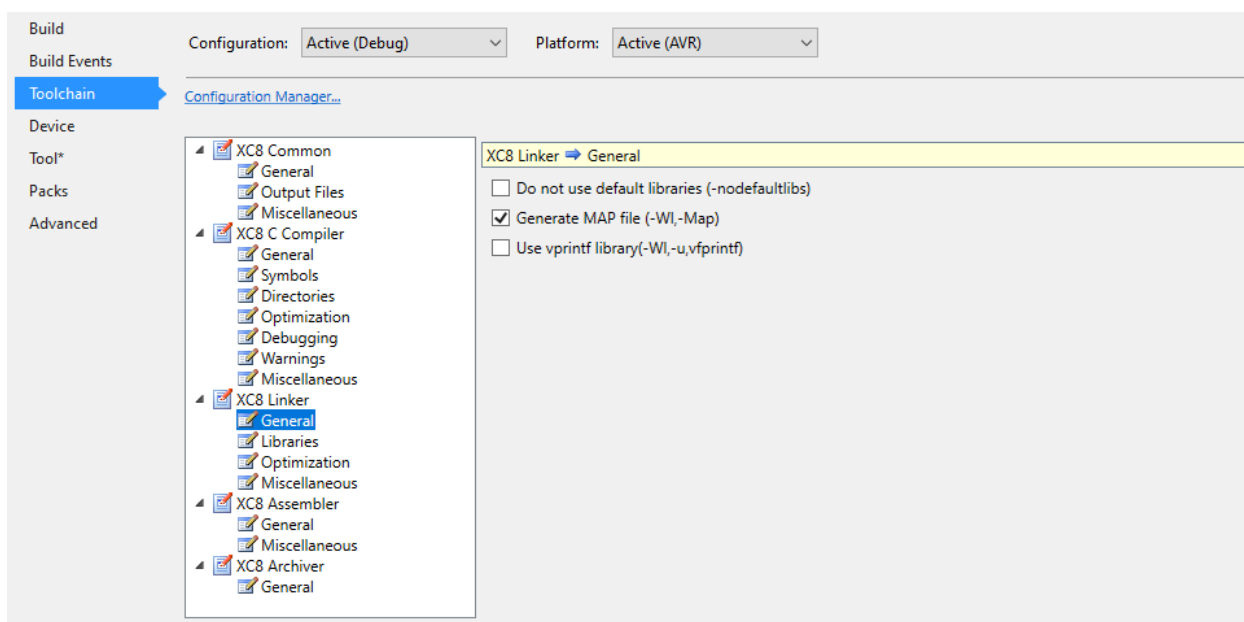 Build
Build Events
Toolchain
Device
Tool*
Packs
Advanced
Configuration: Active (Debug) Platform: Active (AVR)
Configuration Manager...
XC8 Common
General
Output Files
Miscellaneous
XC8 C Compiler
General
Symbols
Directories
Optimization
Debugging
Warnings
Miscellaneous
XC8 Linker
General
Libraries
Optimization
Miscellaneous
XC8 Assembler
General
Miscellaneous
XC8 Archiver
General
XC8 Linker General
Do not use default libraries (-nodefaultlibs)
Generate MAP file (-Wl,-Map)
Use vprintf library(-Wl,-u,vfprintf)